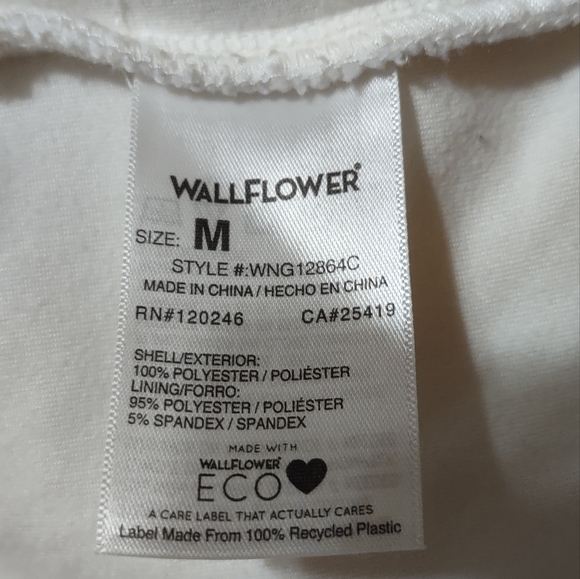 WALLFLOWER®
SIZE: M
STYLE #:WNG12864C
MADE IN CHINA / HECHO EN CHINA
RN#120246 CA#25419
SHELL/EXTERIOR:
100% POLYESTER / POLIÉSTER
LINING/FORRO:
95% POLYESTER / POLIÉSTER
5% SPANDEX / SPANDEX
MADE WITH
WALLFLOWER®
ECO
A CARE LABEL THAT ACTUALLY CARES
Label Made From 100% Recycled Plastic